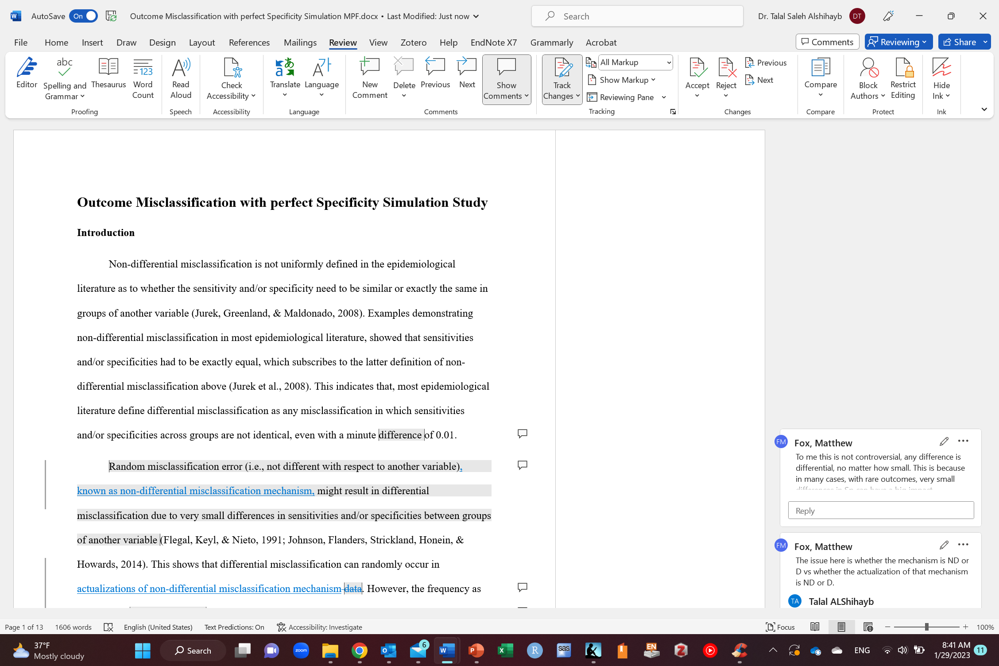 AutoSave On Outcome Misclassification with perfect Specificity Simulation MPF.docx • Last Modified: Just now Search Dr. Talal Saleh Alshihayb DT
File Home Insert Draw Design Layout References Mailings Review View Zotero Help EndNote X7 Grammarly Acrobat Comments Reviewing Share
Editor
Spelling and Grammar
Thesaurus
Word Count
Read Aloud
Check Accessibility
Translate
Language
New Comment
Delete
Previous
Next
Show Comments
Track Changes
All Markup
Show Markup
Reviewing Pane
Accept
Reject
Previous
Next
Compare
Block Authors
Restrict Editing
Hide Ink
Proofing Speech Accessibility Language Comments Tracking Changes Compare Protect Ink
Outcome Misclassification with perfect Specificity Simulation Study
Introduction
Non-differential misclassification is not uniformly defined in the epidemiological
literature as to whether the sensitivity and/or specificity need to be similar or exactly the same in
groups of another variable (Jurek, Greenland, & Maldonado, 2008). Examples demonstrating
non-differential misclassification in most epidemiological literature, showed that sensitivities
and/or specificities had to be exactly equal, which subscribes to the latter definition of non-
differential misclassification above (Jurek et al., 2008). This indicates that, most epidemiological
literature define differential misclassification as any misclassification in which sensitivities
and/or specificities across groups are not identical, even with a minute difference of 0.01.
Random misclassification error (i.e., not different with respect to another variable),
known as non-differential misclassification mechanism, might result in differential
misclassification due to very small differences in sensitivities and/or specificities between groups
of another variable (Flegal, Keyl, & Nieto, 1991; Johnson, Flanders, Strickland, Honein, &
Howards, 2014). This shows that differential misclassification can randomly occur in
actualizations of non-differential misclassification mechanism data. However, the frequency as
FM Fox, Matthew
To me this is not controversial, any difference is
differential, no matter how small. This is because
in many cases, with rare outcomes, very small
differences in Sp can have a big impact
Reply
FM Fox, Matthew
The issue here is whether the mechanism is ND or
D vs whether the actualization of that mechanism
is ND or D.
TA Talal ALShihayb
Page 1 of 13 1606 words English (United States) Text Predictions: On Accessibility: Investigate Focus 100%
37°F
Mostly cloudy
Search
zoom
6
EN
sas
ENG
8:41 AM
1/29/2023
11